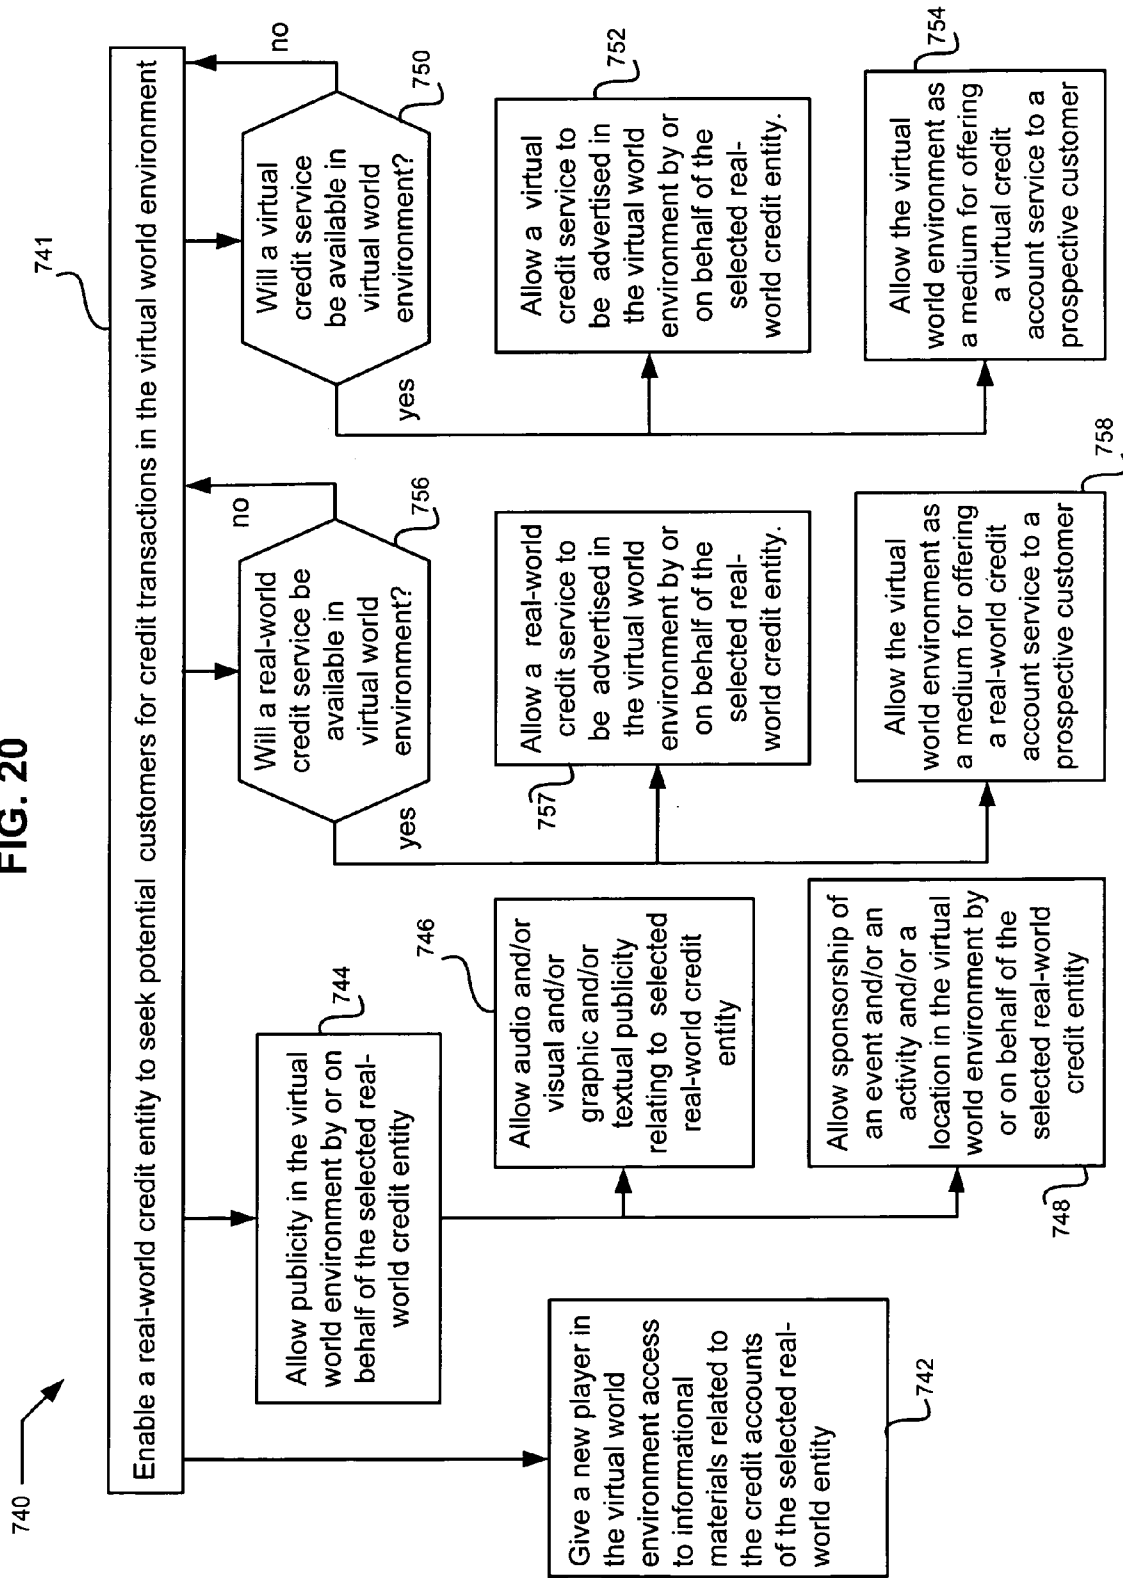 FIG. 20
740
741
Enable a real-world credit entity to seek potential customers for credit transactions in the virtual world environment
Give a new player in
the virtual world
environment access
to informational
materials related to
the credit accounts
of the selected real-
world entity
742
Allow publicity in the virtual
world environment by or on
behalf of the selected real-
world credit entity
744
Allow audio and/or
visual and/or
graphic and/or
textual publicity
relating to selected
real-world credit
entity
746
Allow sponsorship of
an event and/or an
activity and/or a
location in the virtual
world environment by
or on behalf of the
selected real-world
credit entity
748
Will a real-world
credit service be
available in
virtual world
environment?
756
no
yes
Allow a real-world
credit service to
be advertised in
the virtual world
environment by or
on behalf of the
selected real-
world credit entity.
757
Allow the virtual
world environment as
a medium for offering
a real-world credit
account service to a
prospective customer
758
Will a virtual
credit service
be available in
virtual world
environment?
750
no
yes
Allow a virtual
credit service to
be advertised in
the virtual world
environment by or
on behalf of the
selected real-
world credit entity.
752
Allow the virtual
world environment as
a medium for offering
a virtual credit
account service to a
prospective customer
754